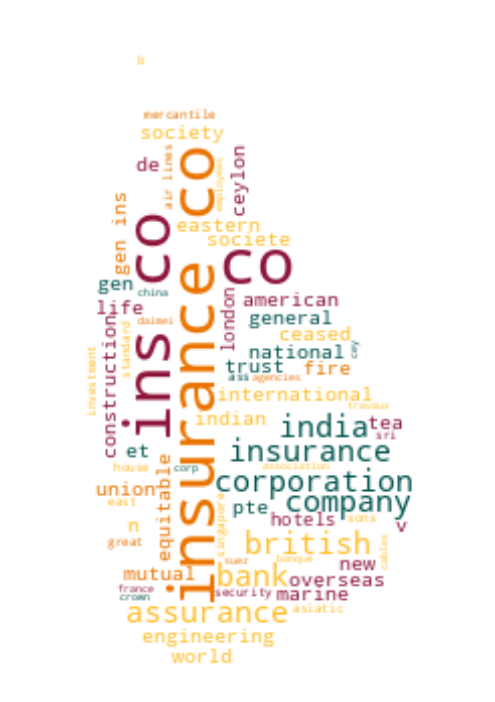 b
mercantile
society
insurance co
ins co
de
air lines
employees
ceylon
gen ins
eastern
societe
co
gen
china
london
american
life
general
daimei
construction
standard
investment
ceased
national
cey
trust
fire
ass
agencies
international
travaux
indian
india
tea
sri
et
insurance
house
corp
association
equitable
corporation
union
east
pte
company
singapore
hotels
sons
n
v
great
british
cables
suez
banque
new
mutual
bank
overseas
france
crown
security
marine
assurance
asiatic
engineering
world